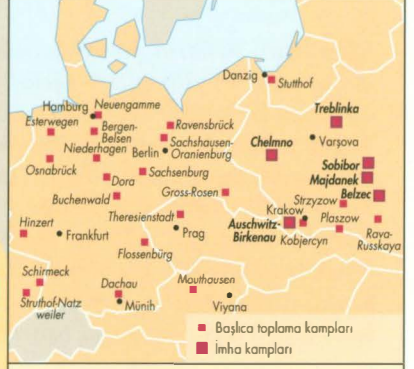 Danzig
Stutthof
Hamburg Neuengamme
Esterwegen
Bergen-
Belsen
Ravensbrück
Treblinka
Sachshausen-
Oranienburg
Chelmno
Varşova
Niederhagen
Berlin
Osnabrück
Sachsenburg
Sobibor
Majdanek
Belzec
Dora
Buchenwald
Gross-Rosen
Strzyzow
Krakow
Theresienstadt
Auschwitz-
Birkenau
Plaszow
Kobjercyn
Rava-
Russkaya
Hinzert
Frankfurt
Prag
Flossenbürg
Schirmeck
Struthof-Natz
weiler
Dachau
Münih
Mauthausen
Viyana
Başlıca toplama kampları
İmha kampları